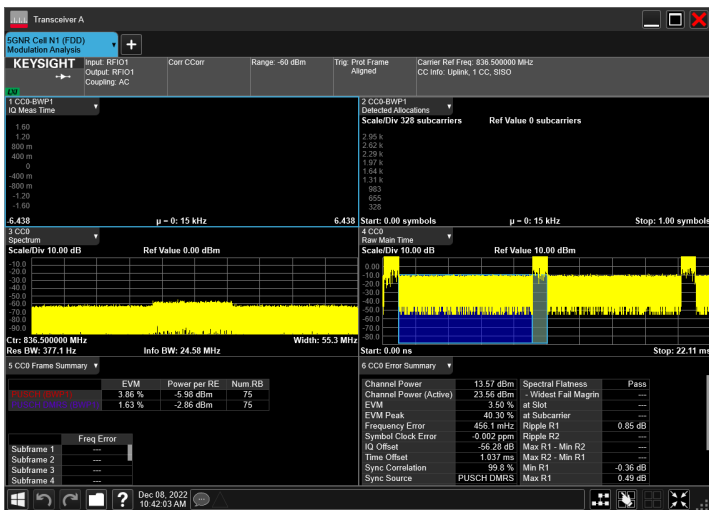 Transceiver A
5GNR Cell N1 (FDD)
Modulation Analysis
KEYSIGHT
LXI
Input: RFIO1
Output: RFIO1
Coupling: AC
Corr CCorr
Range: -60 dBm
Trig: Prot Frame
Aligned
Carrier Ref Freq: 836.500000 MHz
CC Info: Uplink, 1 CC, SISO
1 CC0-BWP1
IQ Meas Time
1.60
1.20
800 m
400 m
0
-400 m
-800 m
-1.20
-1.60
-6.438
µ – 0: 15 kHz
6.438
2 CC0-BWP1
Detected Allocations
Scale/Div 328 subcarriers
Ref Value 0 subcarriers
2.95 k
2.62 k
2.29 k
1.97 k
1.64 k
1.31 k
983
655
328
Start: 0.00 symbols
µ – 0: 15 kHz
Stop: 1.00 symbols
3 CC0
Spectrum
Scale/Div 10.00 dB
Ref Value 0.00 dBm
-10.0
-20.0
-30.0
-40.0
-50.0
-60.0
-70.0
-80.0
-90.0
Ctr: 836.500000 MHz
Width: 55.3 MHz
Res BW: 377.1 Hz
Info BW: 24.58 MHz
4 CC0
Raw Main Time
Scale/Div 10.00 dB
Ref Value 10.00 dBm
0.00
-10.0
-20.0
-30.0
-40.0
-50.0
-60.0
-70.0
-80.0
Start: 0.00 ns
Stop: 22.11 ms
5 CC0 Frame Summary
EVM Power per RE Num.RB
PUSCH (BWP1) 3.86 % -5.98 dBm 75
1.63 % -2.86 dBm 75
Freq Error
Subframe 1 ---
Subframe 2 ---
Subframe 3 ---
Subframe 4 ---
6 CC0 Error Summary
Channel Power 13.57 dBm Spectral Flatness Pass
Channel Power (Active) 23.56 dBm - Widest Fail Magrin ---
EVM 3.50 % at Slot ---
EVM Peak 40.30 % at Subcarrier ---
Frequency Error 456.1 mHz Ripple R1 0.85 dB
Symbol Clock Error -0.002 ppm Ripple R2 ---
IQ Offset -56.28 dB Max R1 - Min R2 ---
Time Offset 1.037 ms Max R2 - Min R1 ---
Sync Correlation 99.8 % Min R1 -0.36 dB
Sync Source PUSCH DMRS Max R1 0.49 dB
Dec 08, 2022
10:42:03 AM